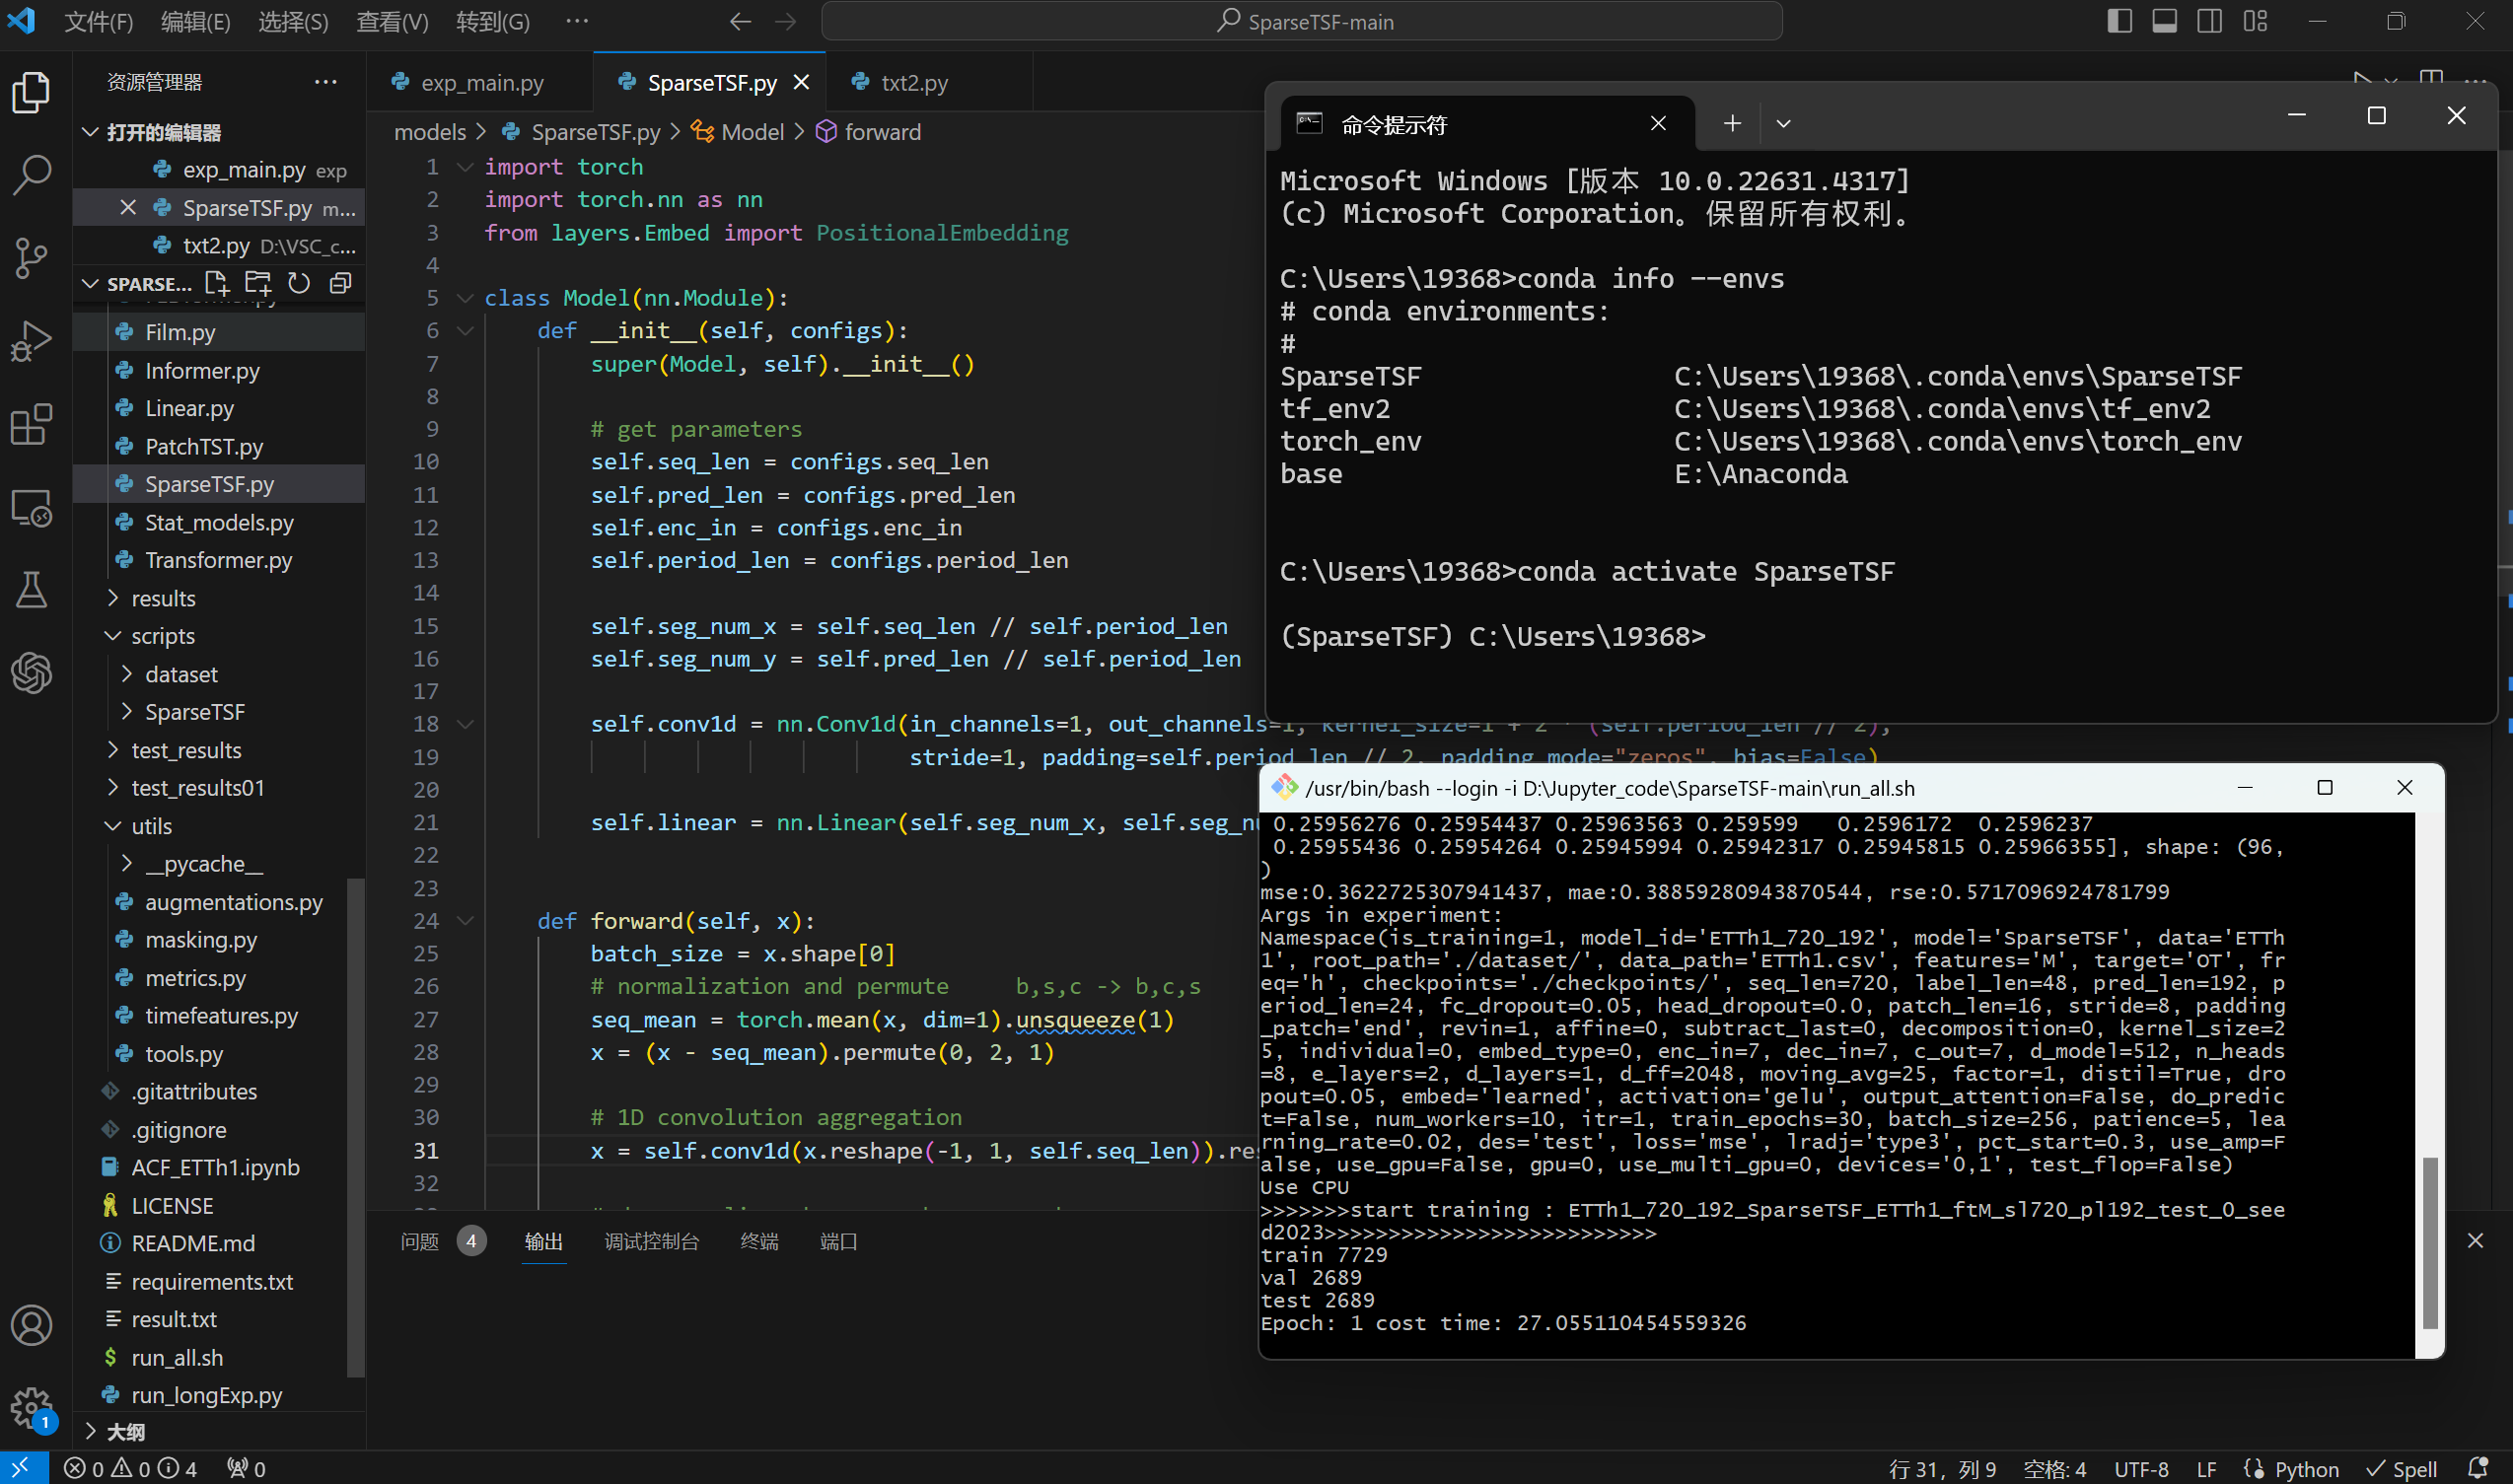 文件(F) 编辑(E) 选择(S) 查看(V) 转到(G) ···
SparseTSF-main
资源管理器
打开的编辑器
exp_main.py exp
SparseTSF.py m...
txt2.py D:\VSC_c...
SPARSE...
Film.py
Informer.py
Linear.py
PatchTST.py
SparseTSF.py
Stat_models.py
Transformer.py
results
scripts
dataset
SparseTSF
test_results
test_results01
utils
__pycache__
augmentations.py
masking.py
metrics.py
timefeatures.py
tools.py
.gitattributes
.gitignore
ACF_ETTh1.ipynb
LICENSE
README.md
requirements.txt
result.txt
run_all.sh
run_longExp.py
大纲
exp_main.py SparseTSF.py txt2.py
models > SparseTSF.py > Model > forward
1 import torch
2 import torch.nn as nn
3 from layers.Embed import PositionalEmbedding
4
5 class Model(nn.Module):
6 def __init__(self, configs):
7 super(Model, self).__init__()
8
9 # get parameters
10 self.seq_len = configs.seq_len
11 self.pred_len = configs.pred_len
12 self.enc_in = configs.enc_in
13 self.period_len = configs.period_len
14
15 self.seg_num_x = self.seq_len // self.period_len
16 self.seg_num_y = self.pred_len // self.period_len
17
18 self.conv1d = nn.Conv1d(in_channels=1, out_channels=1, kernel_size=1 + 2 * (self.period_len // 2),
19 stride=1, padding=self.period_len // 2, padding_mode="zeros", bias=False)
20
21 self.linear = nn.Linear(self.seg_num_x, self.seg_nu
22
23
24 def forward(self, x):
25 batch_size = x.shape[0]
26 # normalization and permute b,s,c -> b,c,s
27 seq_mean = torch.mean(x, dim=1).unsqueeze(1)
28 x = (x - seq_mean).permute(0, 2, 1)
29
30 # 1D convolution aggregation
31 x = self.conv1d(x.reshape(-1, 1, self.seq_len)).res
32
问题 4 输出 调试控制台 终端 端口
命令提示符
Microsoft Windows [版本 10.0.22631.4317]
(c) Microsoft Corporation。保留所有权利。
C:\Users\19368>conda info --envs
# conda environments:
#
SparseTSF C:\Users\19368\.conda\envs\SparseTSF
tf_env2 C:\Users\19368\.conda\envs\tf_env2
torch_env C:\Users\19368\.conda\envs\torch_env
base E:\Anaconda
C:\Users\19368>conda activate SparseTSF
(SparseTSF) C:\Users\19368>
/usr/bin/bash --login -i D:\Jupyter_code\SparseTSF-main\run_all.sh
0.25956276 0.25954437 0.25963563 0.259599 0.2596172 0.2596237
0.25955436 0.25954264 0.25945994 0.25942317 0.25945815 0.25966355], shape: (96,
)
mse:0.3622725307941437, mae:0.38859280943870544, rse:0.5717096924781799
Args in experiment:
Namespace(is_training=1, model_id='ETTh1_720_192', model='SparseTSF', data='ETTh
1', root_path='./dataset/', data_path='ETTh1.csv', features='M', target='OT', fr
eq='h', checkpoints='./checkpoints/', seq_len=720, label_len=48, pred_len=192, p
eriod_len=24, fc_dropout=0.05, head_dropout=0.0, patch_len=16, stride=8, padding
_patch='end', revin=1, affine=0, subtract_last=0, decomposition=0, kernel_size=2
5, individual=0, embed_type=0, enc_in=7, dec_in=7, c_out=7, d_model=512, n_heads
=8, e_layers=2, d_layers=1, d_ff=2048, moving_avg=25, factor=1, distil=True, dro
pout=0.05, embed='learned', activation='gelu', output_attention=False, do_predic
t=False, num_workers=10, itr=1, train_epochs=30, batch_size=256, patience=5, lea
rning_rate=0.02, des='test', loss='mse', lradj='type3', pct_start=0.3, use_amp=F
alse, use_gpu=False, gpu=0, use_multi_gpu=0, devices='0,1', test_flop=False)
Use CPU
>>>>>>>start training : ETTh1_720_192_SparseTSF_ETTh1_ftM_sl720_pl192_test_0_see
d2023>>>>>>>>>>>>>>>>>>>>>>>>>>
train 7729
val 2689
test 2689
Epoch: 1 cost time: 27.055110454559326
1
0 0 4 0
行 31，列 9 空格: 4 UTF-8 LF Python Spell